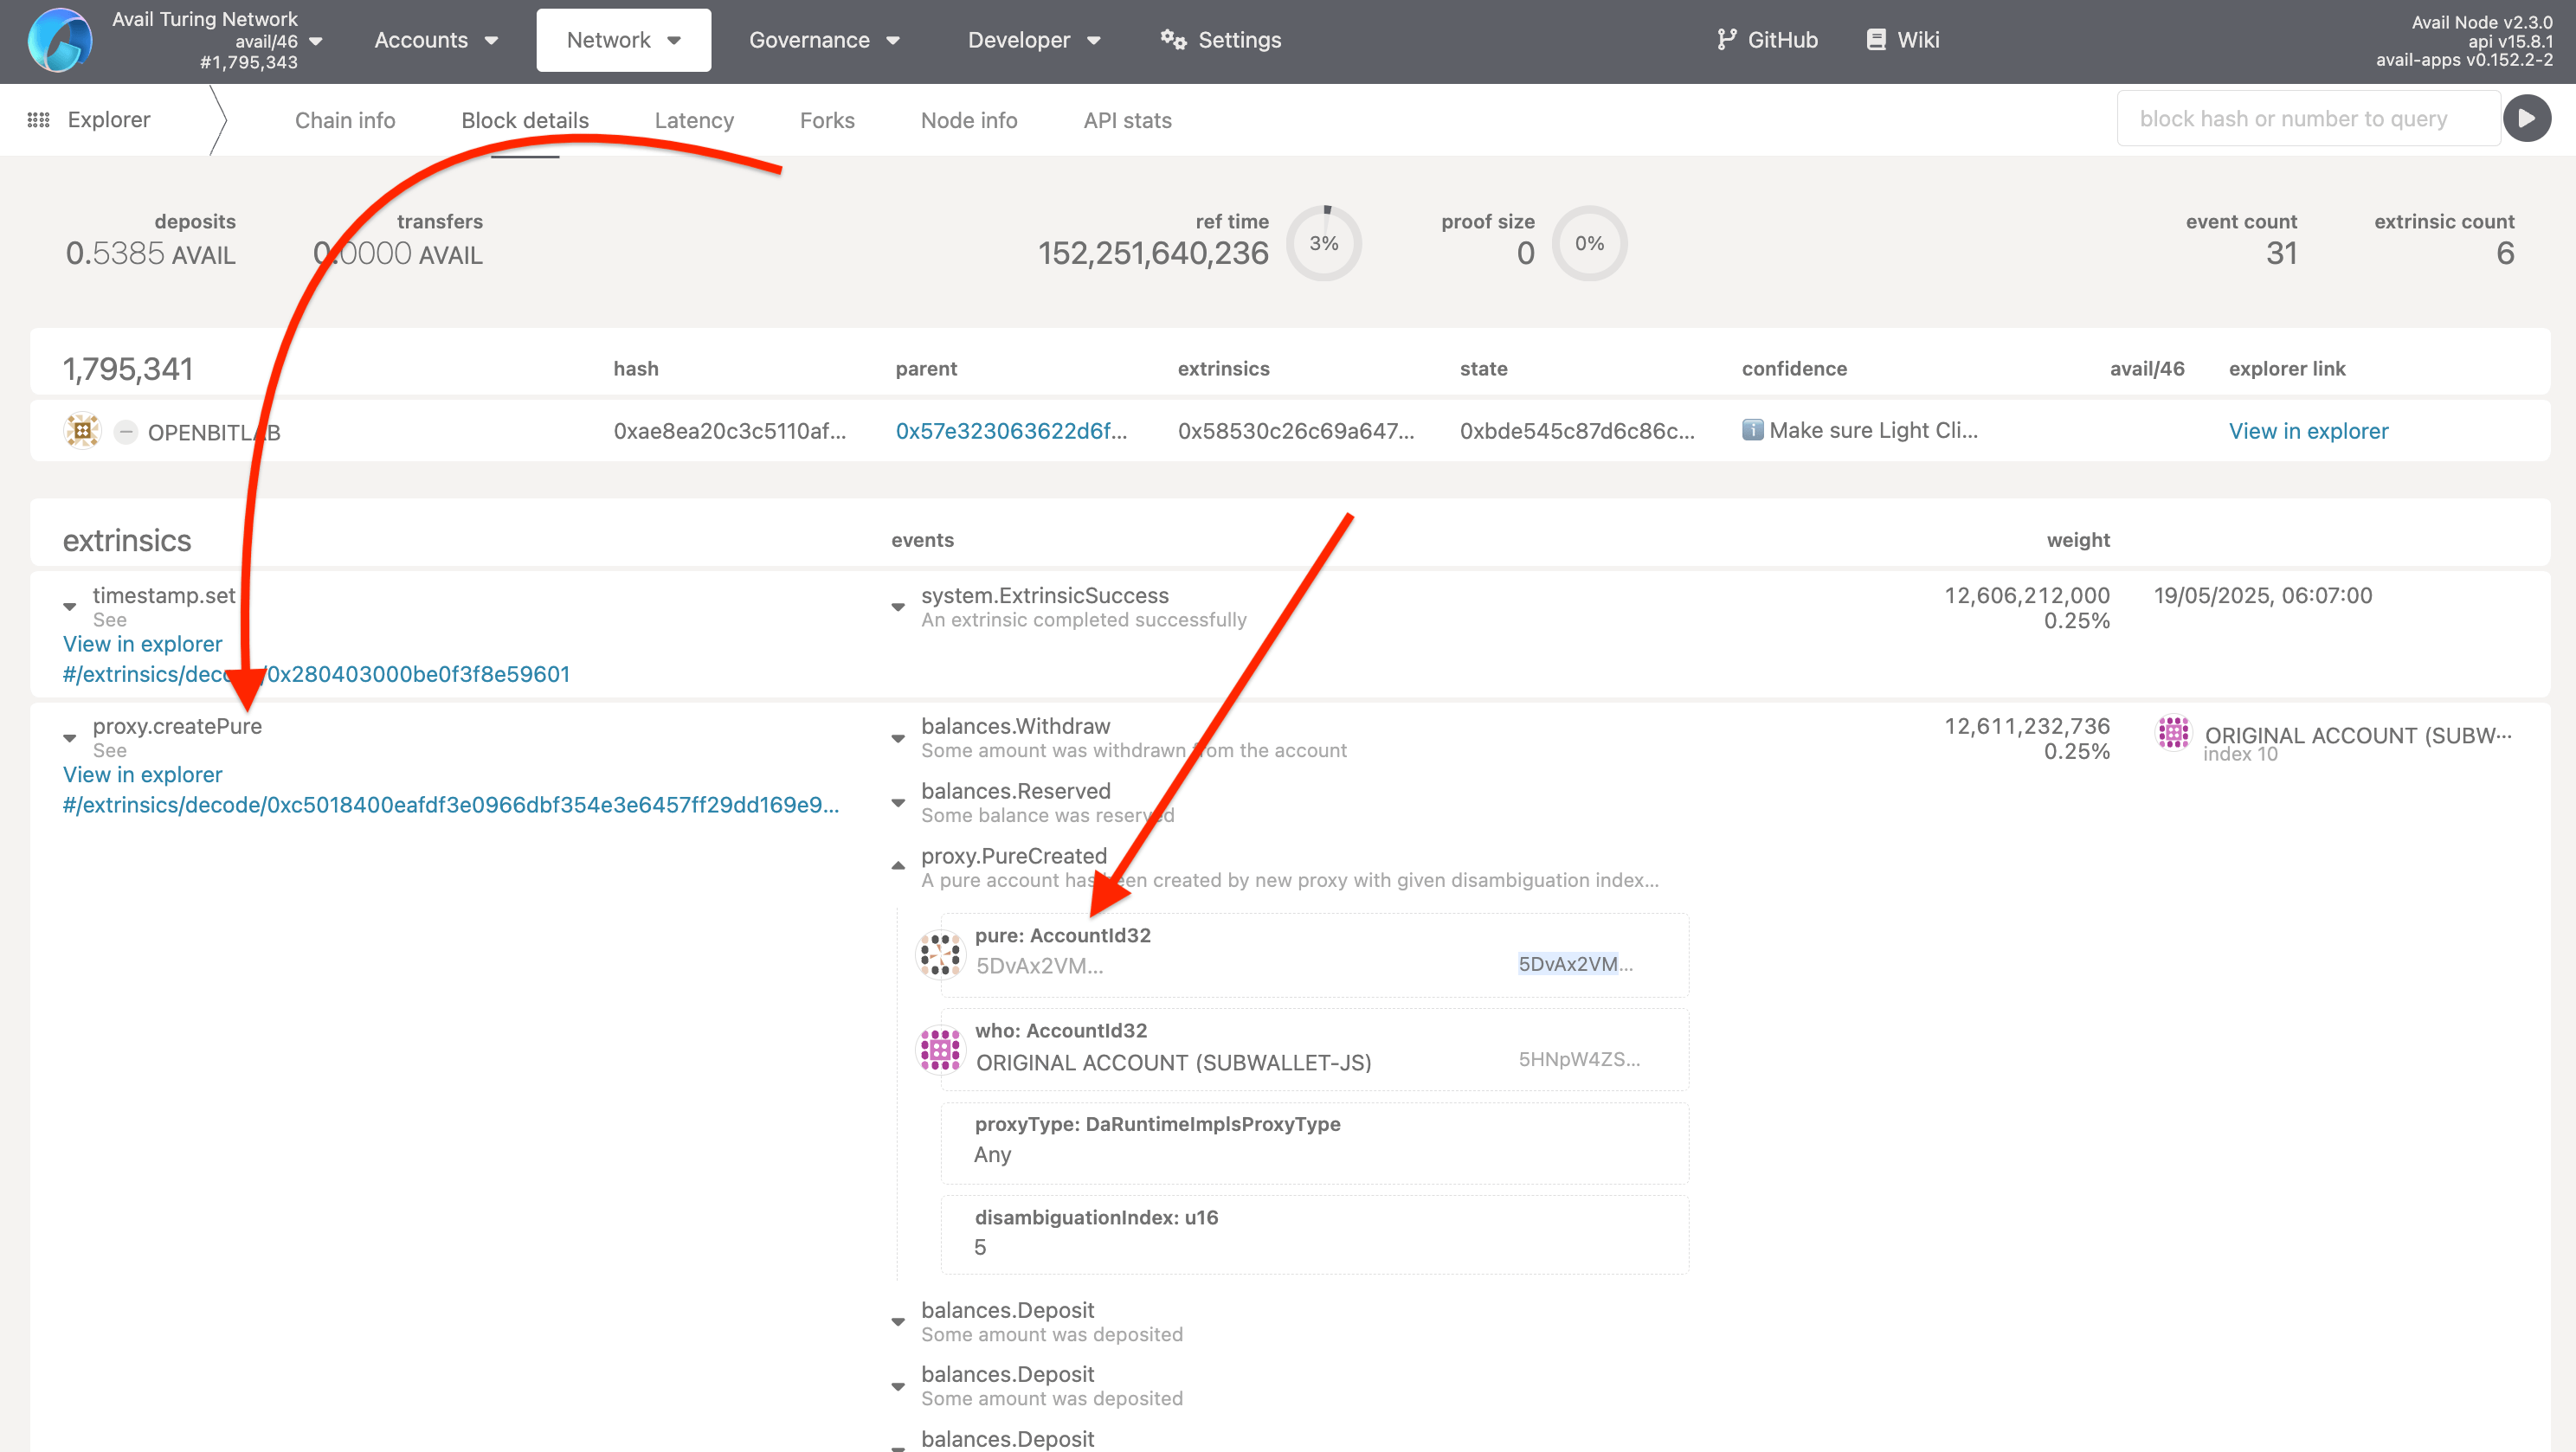 Avail Turing Network
avail/46
#1,795,343
Accounts
Network
Governance
Developer
Settings
GitHub
Wiki
Avail Node v2.3.0
api v15.8.1
avail-apps v0.152.2-2
Explorer
Chain info
Block details
Latency
Forks
Node info
API stats
block hash or number to query
deposits
0.5385 AVAIL
transfers
0.0000 AVAIL
ref time
152,251,640,236
3%
proof size
0
0%
event count
31
extrinsic count
6
1,795,341 hash parent extrinsics state confidence avail/46 explorer link
OPENBITLAB 0xae8ea20c3c5110af... 0x57e323063622d6f... 0x58530c26c69a647... 0xbde545c87d6c86c... Make sure Light Cli... View in explorer
extrinsics events weight
timestamp.set
See
View in explorer
#/extrinsics/decode/0x280403000be0f3f8e59601
system.ExtrinsicSuccess
An extrinsic completed successfully
12,606,212,000
0.25%
19/05/2025, 06:07:00
proxy.createPure
See
View in explorer
#/extrinsics/decode/0xc5018400eafdf3e0966dbf354e3e6457ff29dd169e9...
balances.Withdraw
Some amount was withdrawn from the account
12,611,232,736
0.25%
ORIGINAL ACCOUNT (SUBW...
index 10
balances.Reserved
Some balance was reserved
proxy.PureCreated
A pure account has been created by new proxy with given disambiguation index...
pure: AccountId32
5DvAx2VM... 5DvAx2VM...
who: AccountId32
ORIGINAL ACCOUNT (SUBWALLET-JS) 5HNpW4ZS...
proxyType: DaRuntimeImplsProxyType
Any
disambiguationIndex: u16
5
balances.Deposit
Some amount was deposited
balances.Deposit
Some amount was deposited
balances.Deposit